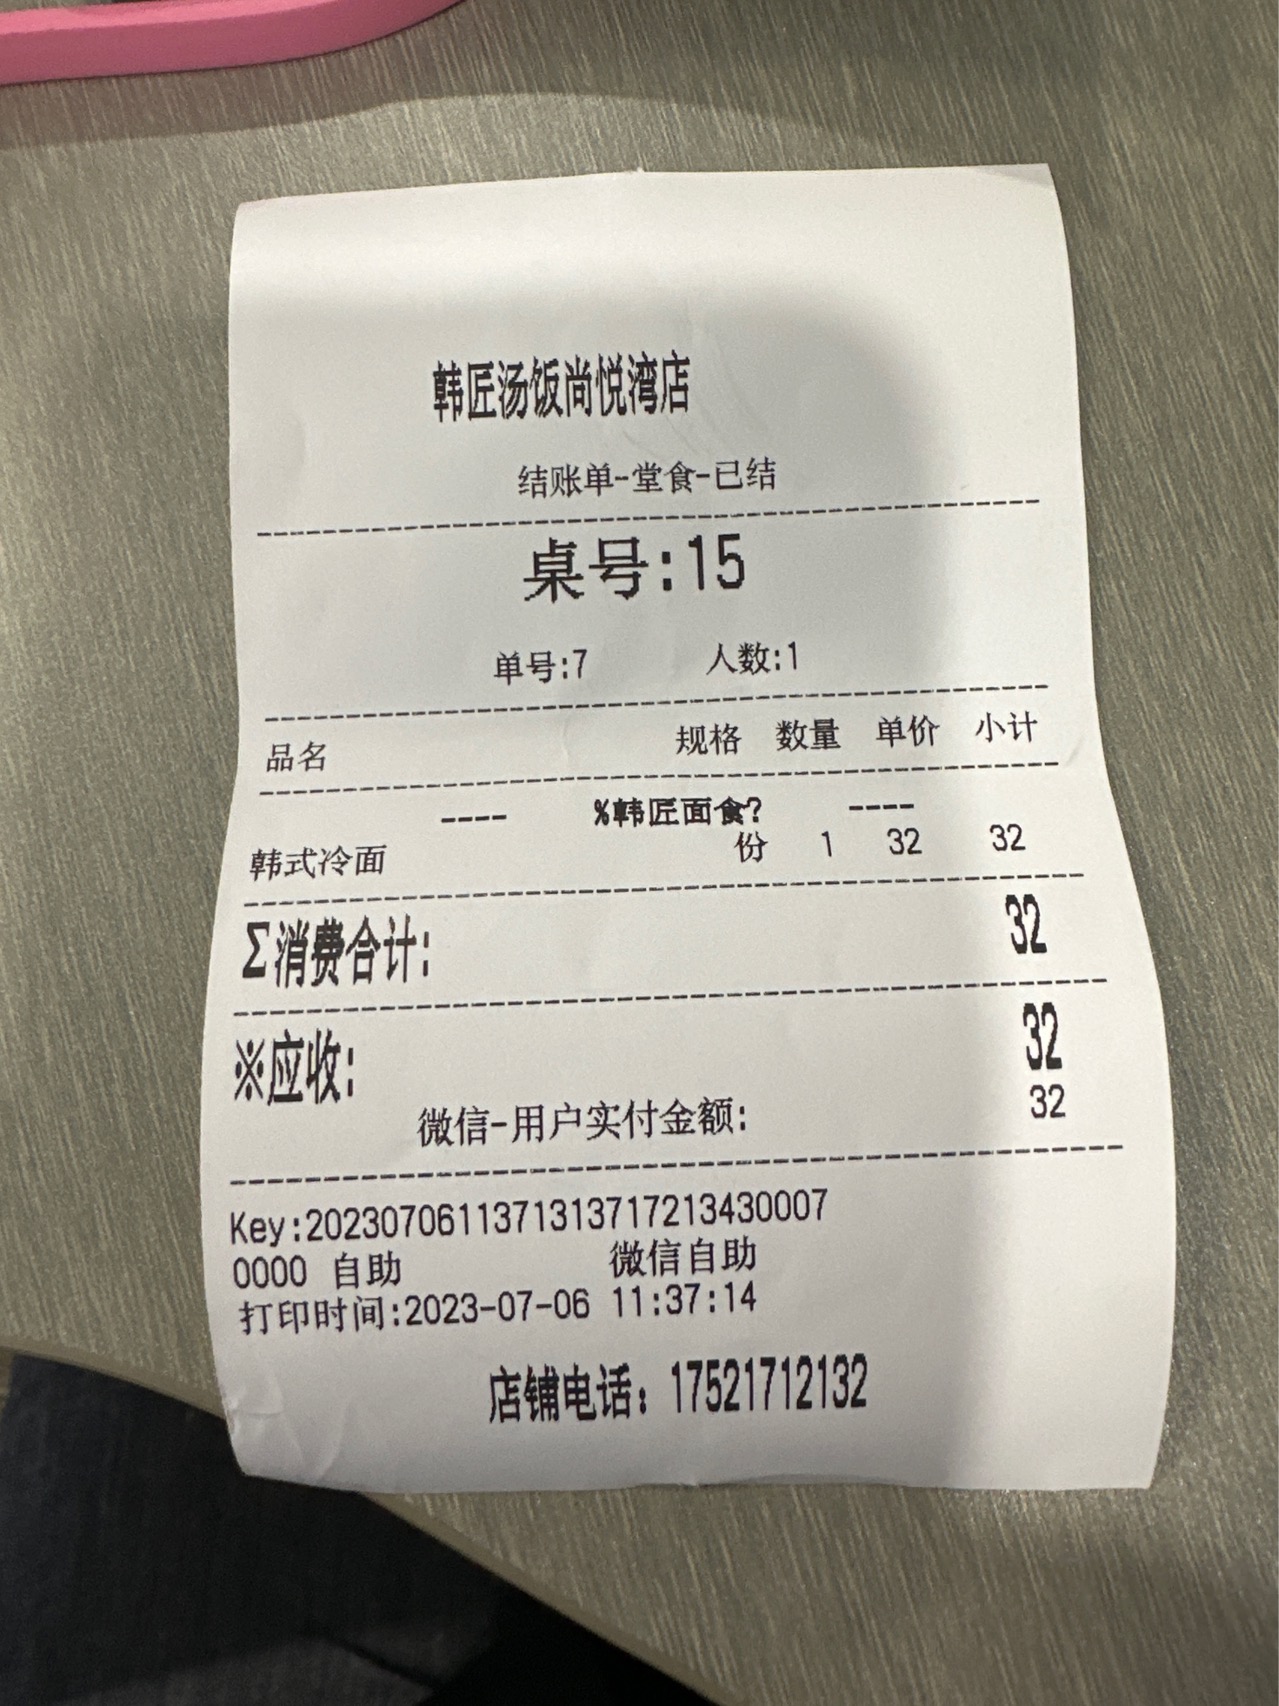 韩匠汤饭尚悦湾店
结账单-堂食-已结
桌号:15
单号:7 人数:1
品名 规格 数量 单价 小计
---- %韩匠面食? ----
韩式冷面 份 1 32 32
Σ消费合计: 32
※应收: 32
微信-用户实付金额: 32
Key:2023070611371313717213430007
0000 自助 微信自助
打印时间:2023-07-06 11:37:14
店铺电话：17521712132